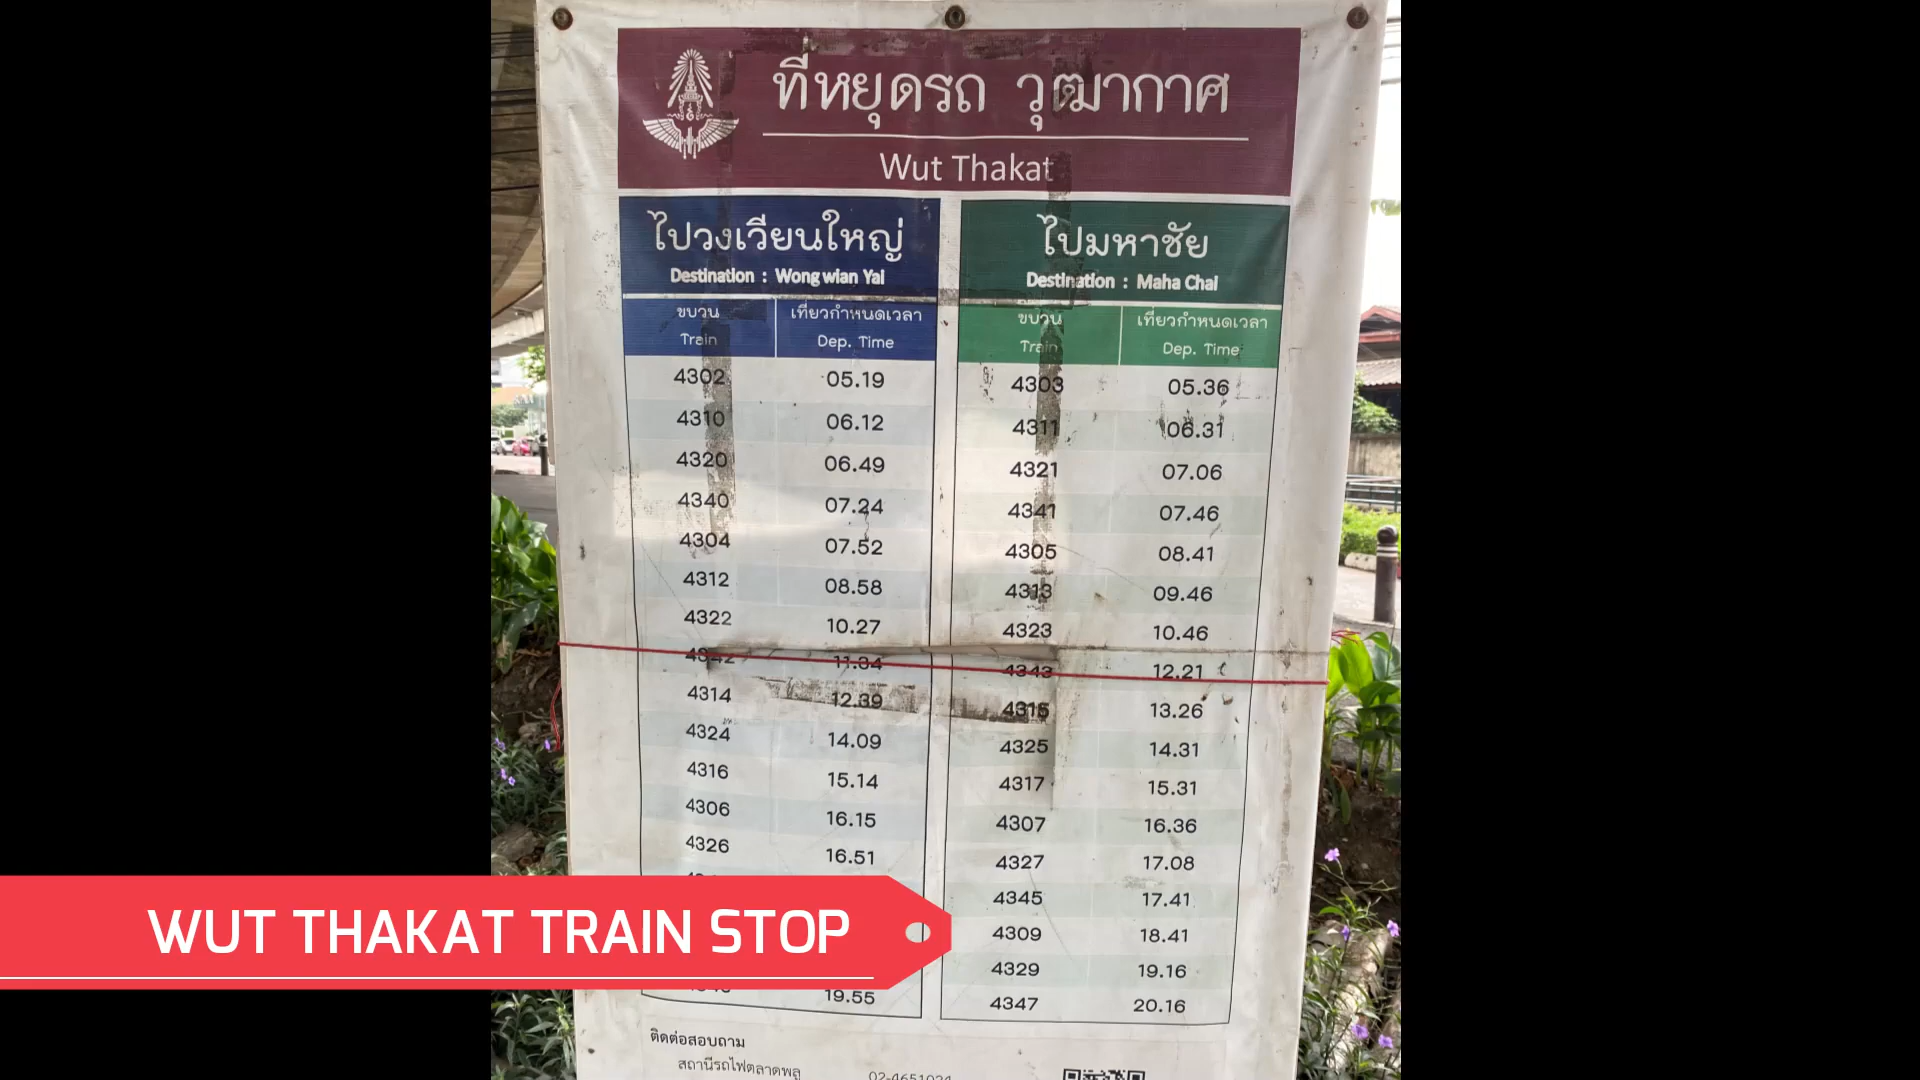 ที่หยุดรถ วุฒากาศ
Wut Thakat
ไปวงเวียนใหญ่
Destination : Wong wian Yai
ขบวน เที่ยวกำหนดเวลา
Train Dep. Time
4302 05.19
4310 06.12
4320 06.49
4340 07.24
4304 07.52
4312 08.58
4322 10.27
4342 11.34
4314 12.39
4324 14.09
4316 15.14
4306 16.15
4326 16.51
19.55
ไปมหาชัย
Destination : Maha Chai
ขบวน เที่ยวกำหนดเวลา
Train Dep. Time
4303 05.36
4311 06.31
4321 07.06
4341 07.46
4305 08.41
4313 09.46
4323 10.46
4343 12.21
4315 13.26
4325 14.31
4317 15.31
4307 16.36
4327 17.08
4345 17.41
4309 18.41
4329 19.16
4347 20.16
WUT THAKAT TRAIN STOP
ติดต่อสอบถาม
สถานีรถไฟตลาดพลู